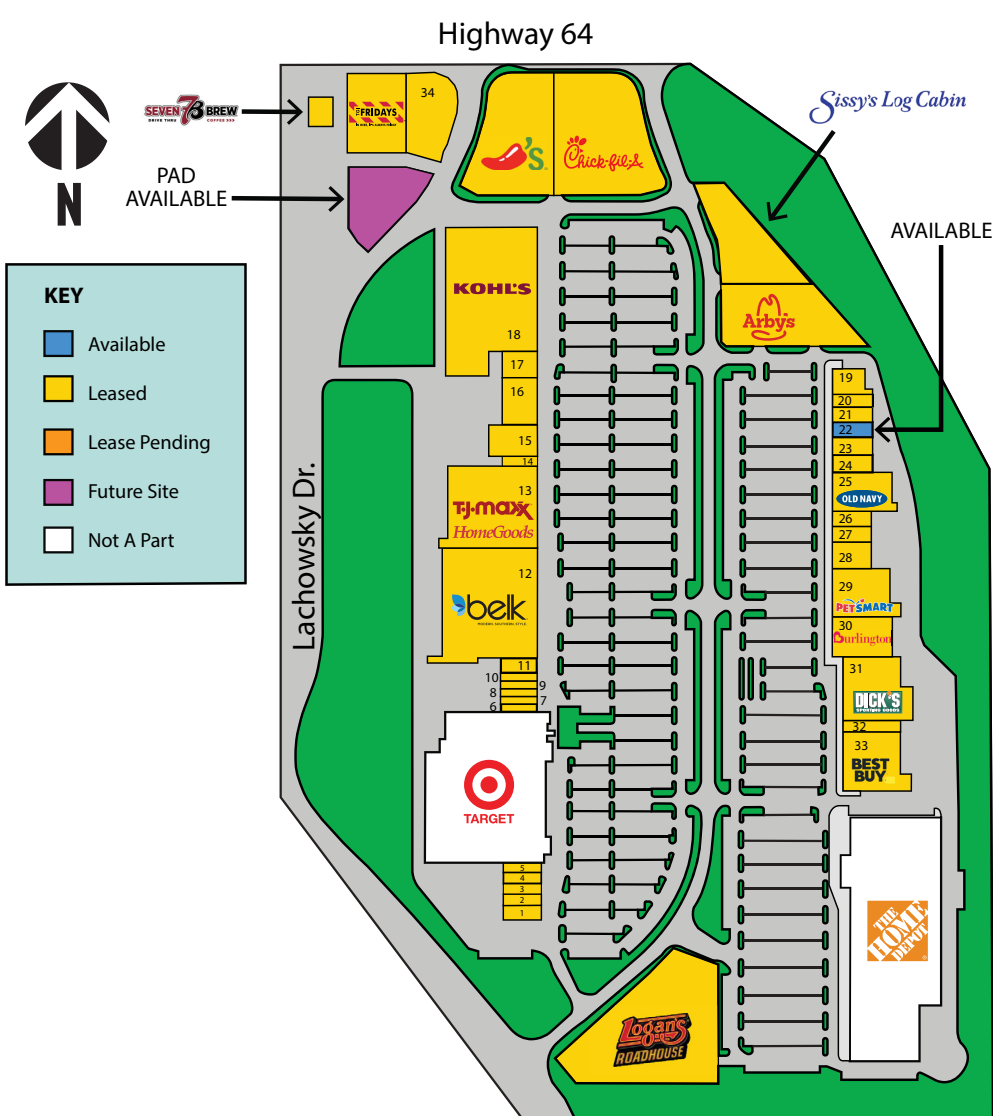 Highway 64
SEVEN 7B BREW
DRIVE THRU COFFEE >>>
FRIDAYS
34
'S
Chick-fil-A
Sissy's Log Cabin
N
PAD
AVAILABLE
AVAILABLE
KEY
Available
Leased
Lease Pending
Future Site
Not A Part
Lachowsky Dr.
KOHL'S
18
17
16
15
14
13
T.J.maxx
HomeGoods
12
belk
MODERN. SOUTHERN. STYLE.
11
10
9
8
7
6
TARGET
5
4
3
2
1
Arby's
19
20
21
22
23
24
25
OLD NAVY
26
27
28
29
PETSMART
30
Burlington
31
DICK'S
SPORTING GOODS
32
33
BEST
BUY
THE
HOME
DEPOT
Logan's
ROADHOUSE